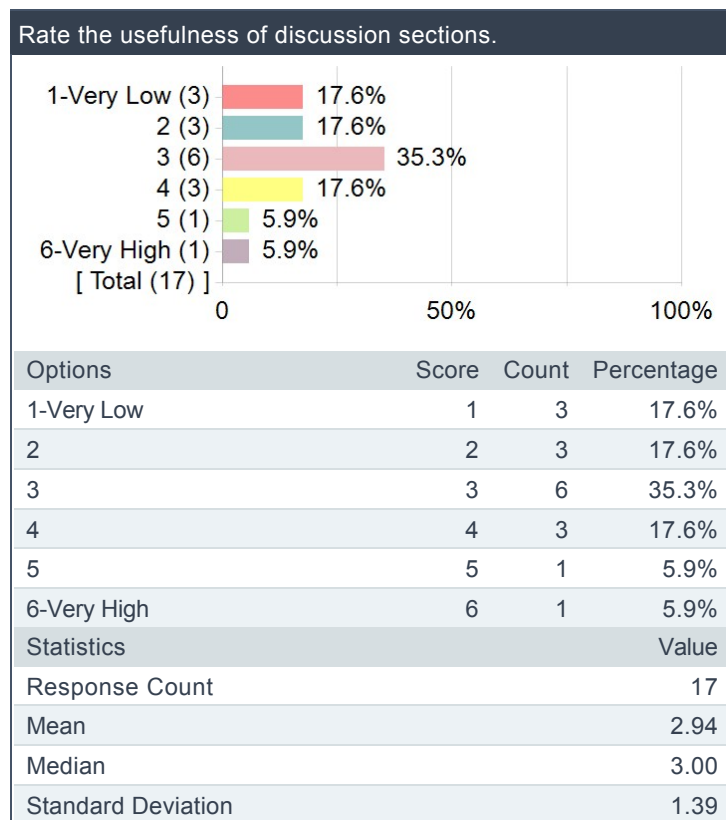 Rate the usefulness of discussion sections.
1-Very Low (3) 17.6%
2 (3) 17.6%
3 (6) 35.3%
4 (3) 17.6%
5 (1) 5.9%
6-Very High (1) 5.9%
[ Total (17) ]
0 50% 100%
Options Score Count Percentage
1-Very Low 1 3 17.6%
2 2 3 17.6%
3 3 6 35.3%
4 4 3 17.6%
5 5 1 5.9%
6-Very High 6 1 5.9%
Statistics Value
Response Count 17
Mean 2.94
Median 3.00
Standard Deviation 1.39